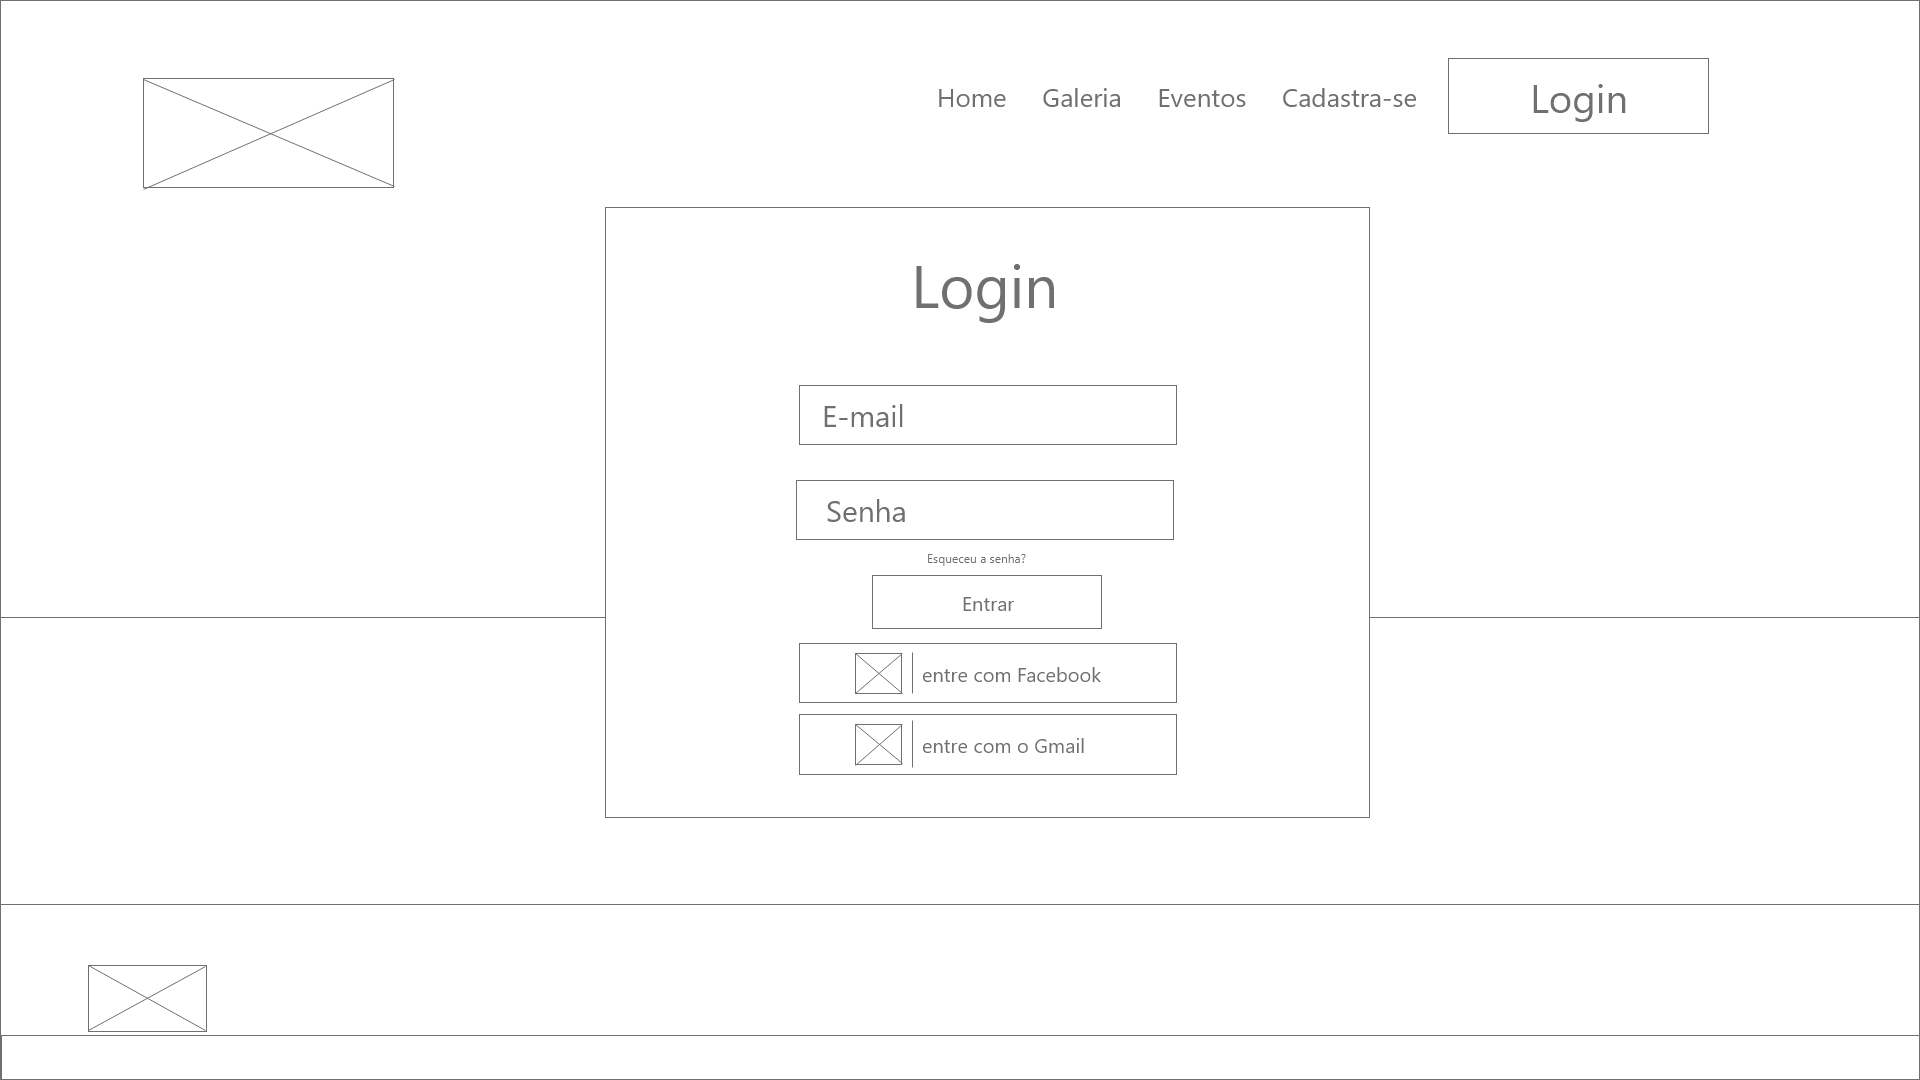 Home Galeria Eventos Cadastra-se Login
Login
E-mail
Senha
Esqueceu a senha?
Entrar
entre com Facebook
entre com o Gmail